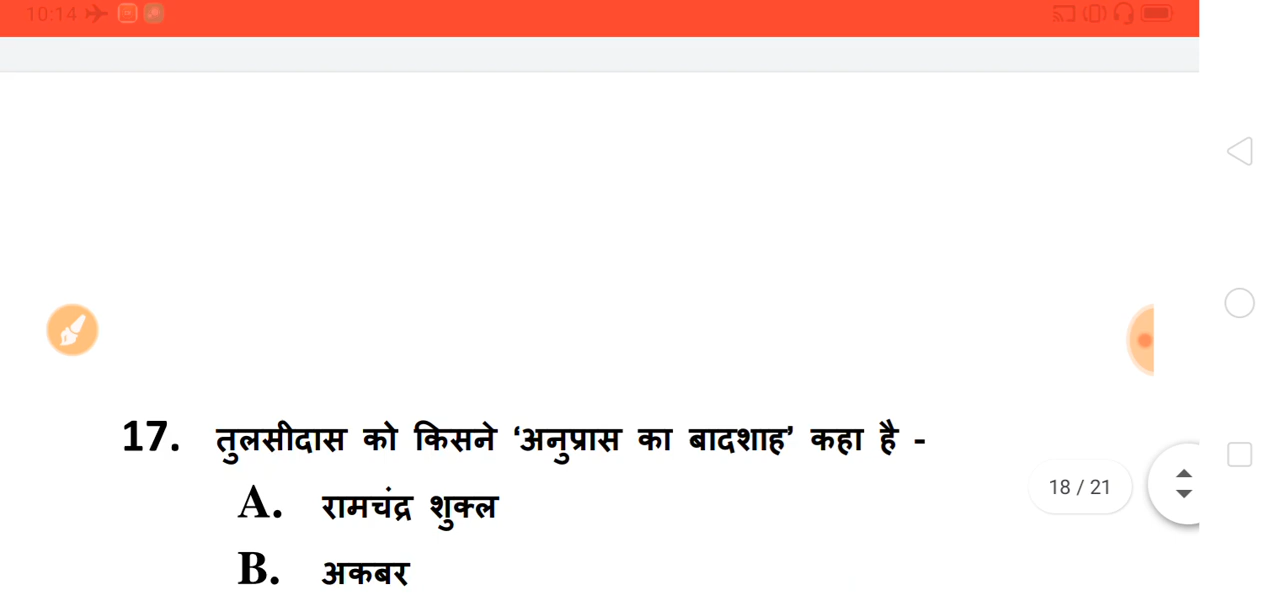 10:14
17. तुलसीदास को किसने ‘अनुप्रास का बादशाह’ कहा है -
18 / 21
A. रामचंद्र शुक्ल
B. अकबर